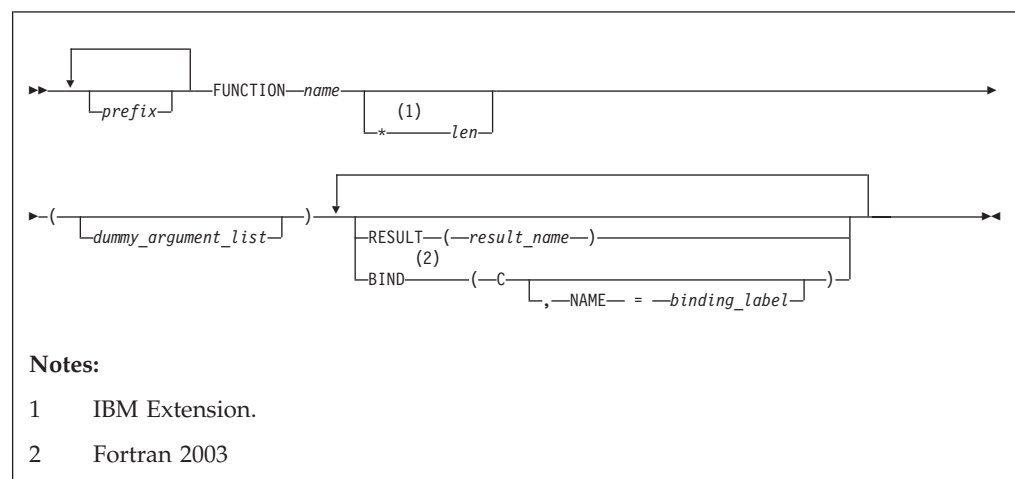 prefix FUNCTION name * (1) len
( dummy_argument_list ) RESULT ( result_name )
(2)
BIND ( C , NAME = binding_label )
Notes:
1 IBM Extension.
2 Fortran 2003